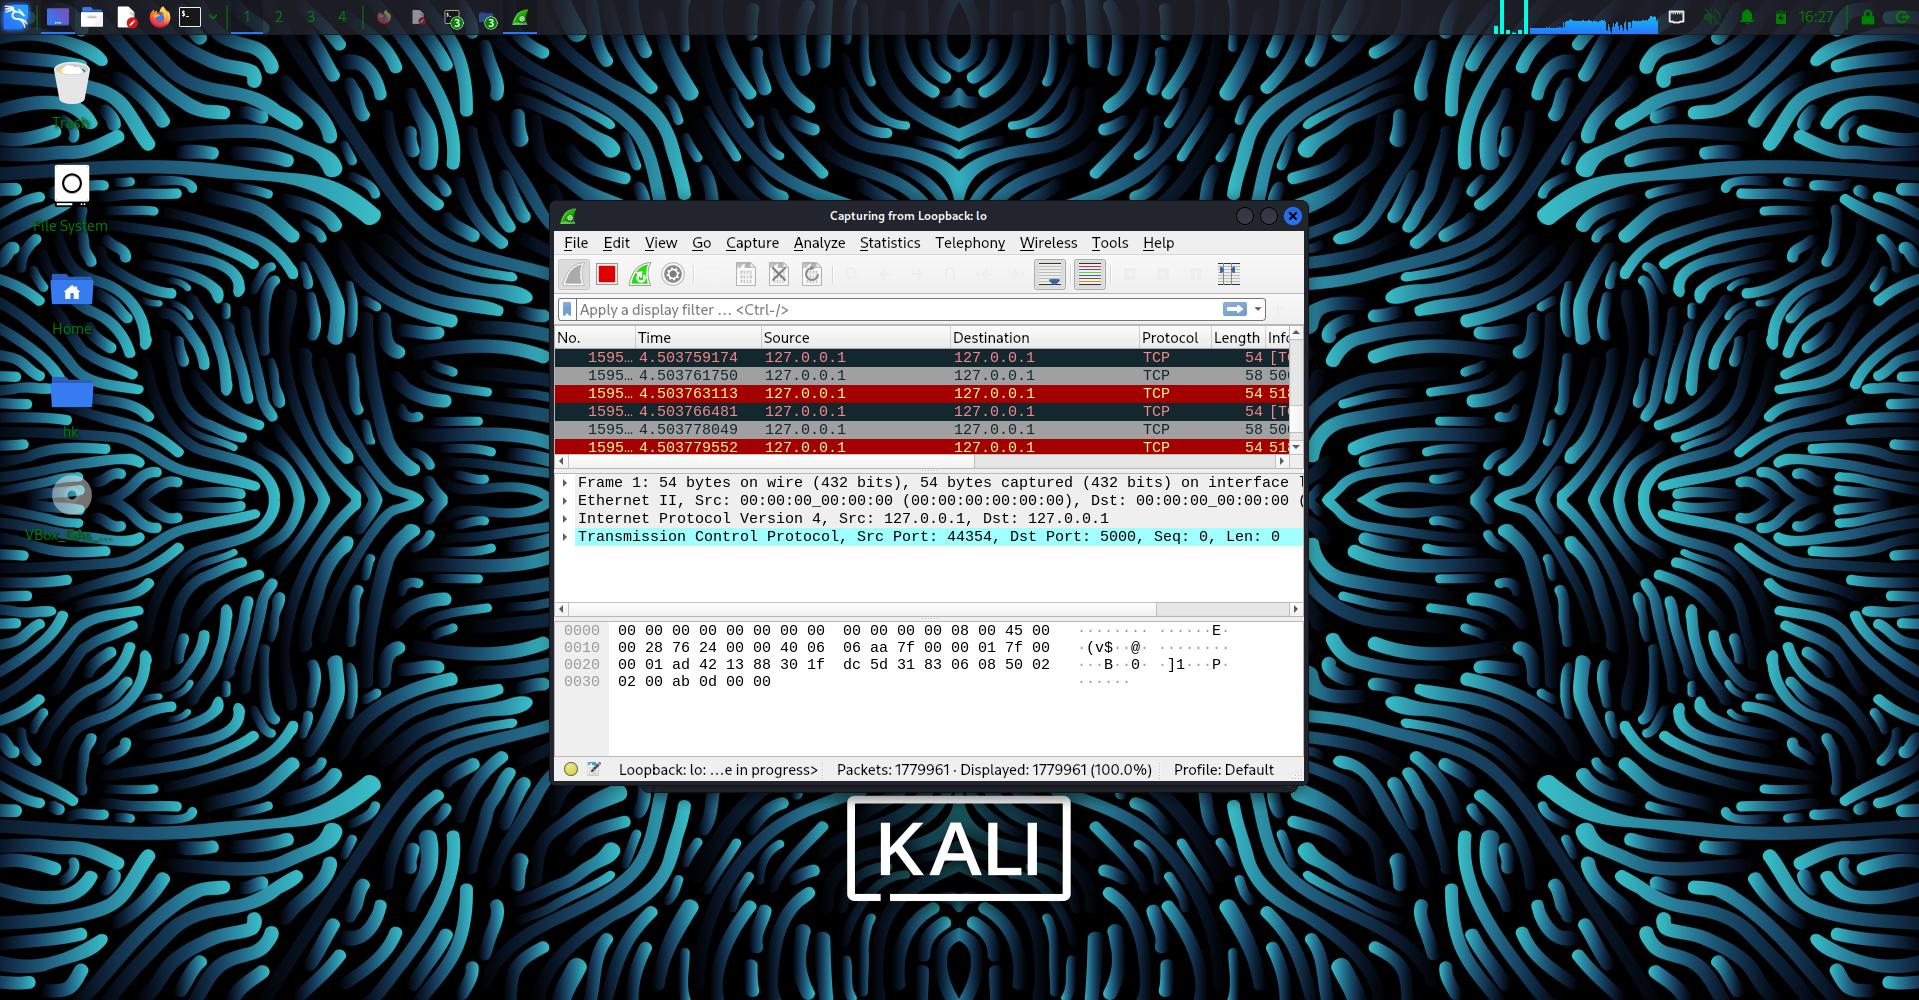 1 2 3 4
3
3
16:27
Trash
File System
Home
hk
Capturing from Loopback: lo
File Edit View Go Capture Analyze Statistics Telephony Wireless Tools Help
Apply a display filter … <Ctrl-/>
No. Time Source Destination Protocol Length Info
1595… 4.503759174 127.0.0.1 127.0.0.1 TCP 54
1595… 4.503761750 127.0.0.1 127.0.0.1 TCP 58
1595… 4.503763113 127.0.0.1 127.0.0.1 TCP 54
1595… 4.503766481 127.0.0.1 127.0.0.1 TCP 54
1595… 4.503778049 127.0.0.1 127.0.0.1 TCP 58
1595… 4.503779552 127.0.0.1 127.0.0.1 TCP 54
Frame 1: 54 bytes on wire (432 bits), 54 bytes captured (432 bits) on interface
Ethernet II, Src: 00:00:00_00:00:00 (00:00:00:00:00:00), Dst: 00:00:00_00:00:00 (
Internet Protocol Version 4, Src: 127.0.0.1, Dst: 127.0.0.1
Transmission Control Protocol, Src Port: 44354, Dst Port: 5000, Seq: 0, Len: 0
0000 00 00 00 00 00 00 00 00 00 00 00 00 08 00 45 00 ········ ······E·
0010 00 28 76 24 00 00 40 06 06 aa 7f 00 00 01 7f 00 ·(v$··@· ········
0020 00 01 ad 42 13 88 30 1f dc 5d 31 83 06 08 50 02 ···B··0· ·]1···P·
0030 02 00 ab 0d 00 00 ······
Loopback: lo: …e in progress> Packets: 1779961 · Displayed: 1779961 (100.0%) Profile: Default
KALI